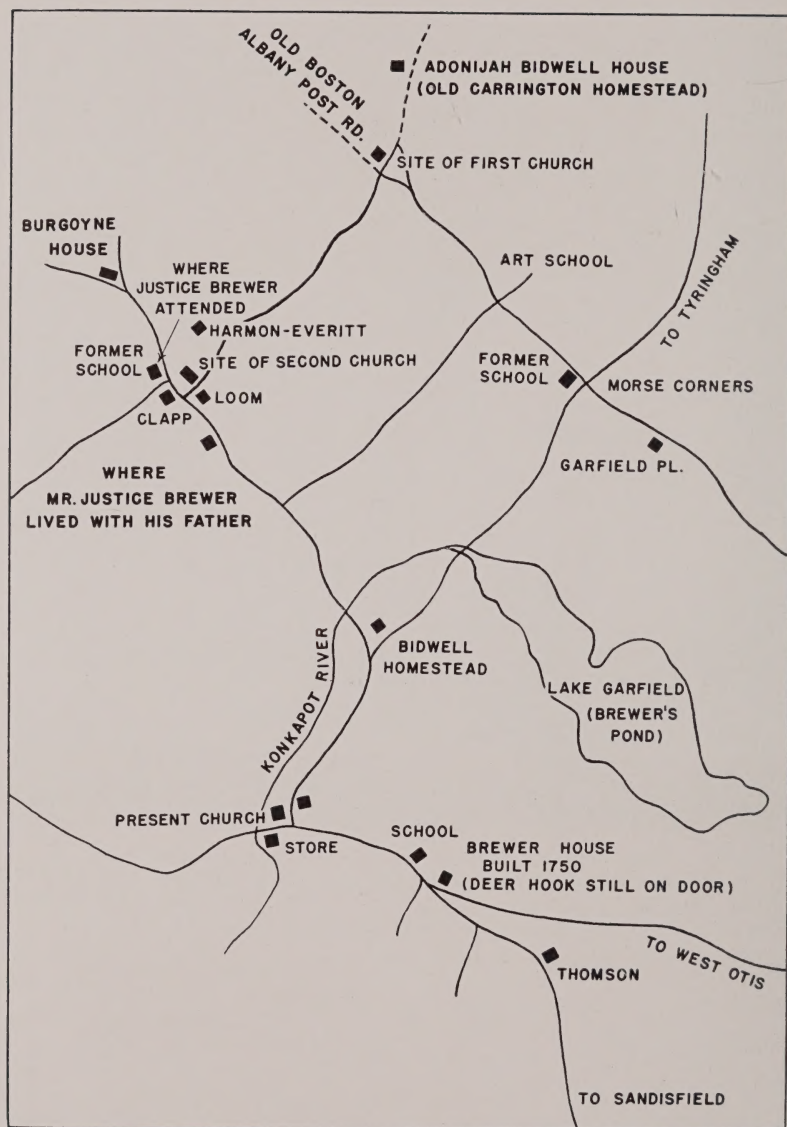 OLD BOSTON
ALBANY POST RD.
ADONIJAH BIDWELL HOUSE
(OLD CARRINGTON HOMESTEAD)
SITE OF FIRST CHURCH
BURGOYNE
HOUSE
WHERE
JUSTICE BREWER
ATTENDED
ART SCHOOL
TO TYRINGHAM
HARMON-EVERITT
FORMER
SCHOOL
SITE OF SECOND CHURCH
FORMER
SCHOOL
MORSE CORNERS
LOOM
CLAPP
GARFIELD PL.
WHERE
MR. JUSTICE BREWER
LIVED WITH HIS FATHER
KONKAPOT RIVER
BIDWELL
HOMESTEAD
LAKE GARFIELD
(BREWER'S
POND)
PRESENT CHURCH
STORE
SCHOOL
BREWER HOUSE
BUILT 1750
(DEER HOOK STILL ON DOOR)
TO WEST OTIS
THOMSON
TO SANDISFIELD